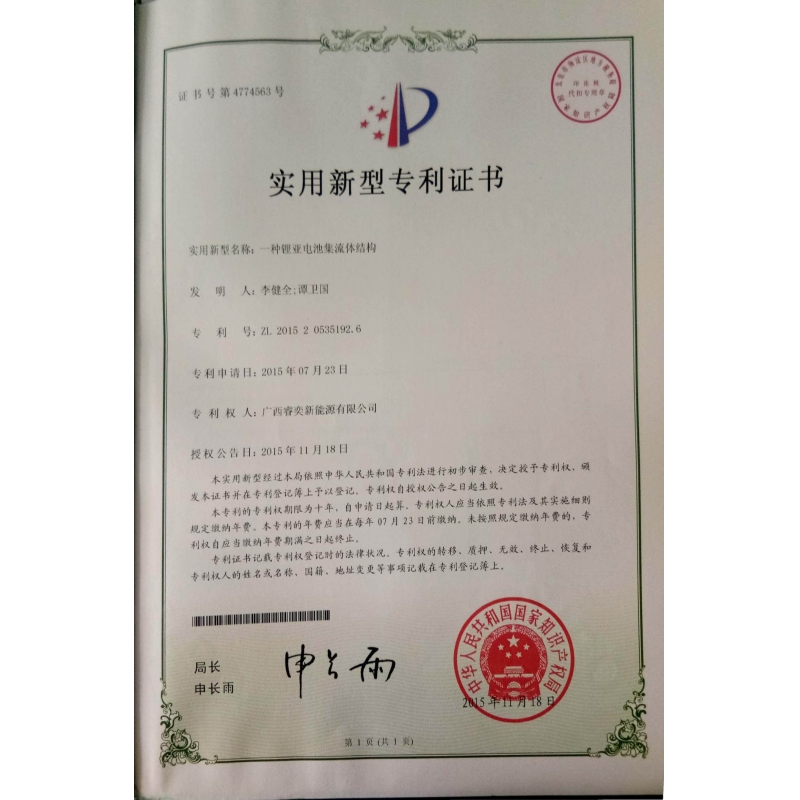 证书号第4774563号
印花税
代扣专用章
实用新型专利证书
实用新型名称：一种锂亚电池集流体结构
发明人：李健全;谭卫国
专利号：ZL 2015 2 0535192.6
专利申请日：2015年07月23日
专利权人：广西睿奕新能源有限公司
授权公告日：2015年11月18日
本实用新型经过本局依照中华人民共和国专利法进行初步审查，决定授予专利权，颁
发本证书并在专利登记簿上予以登记。专利权自授权公告之日起生效。
本专利的专利权期限为十年，自申请日起算。专利权人应当依照专利法及其实施细则
规定缴纳年费。本专利的年费应当在每年07月23日前缴纳。未按照规定缴纳年费的，专
利权自应当缴纳年费期满之日起终止。
专利证书记载专利权登记时的法律状况。专利权的转移、质押、无效、终止、恢复和
专利权人的姓名或名称、国籍、地址变更等事项记载在专利登记簿上。
局长
申长雨
申长雨
中华人民共和国国家知识产权局
2015年11月18日
第1页(共1页)